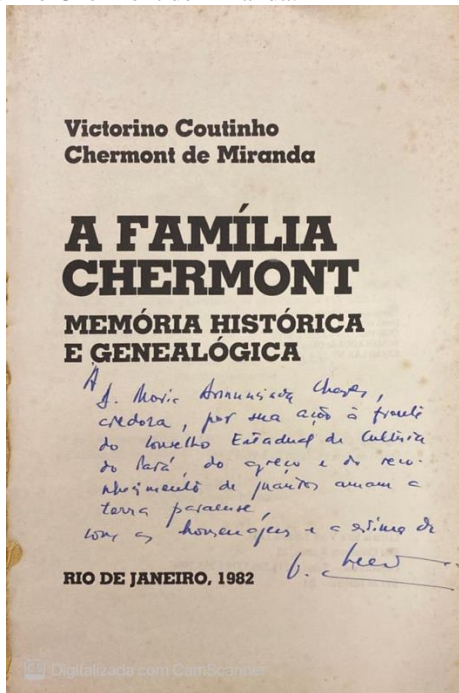 Victorino Coutinho
Chermont de Miranda
A FAMÍLIA
CHERMONT
MEMÓRIA HISTÓRICA
E GENEALÓGICA
À
D. Maria Annunciada Chaves,
credora, por sua ação à frente
do Conselho Estadual de Cultura
do Pará, do apreço e do reco-
nhecimento de quantos amam a
terra paraense,
com as homenagens e a estima de
V.
RIO DE JANEIRO, 1982
CS Digitalizada com CamScanner